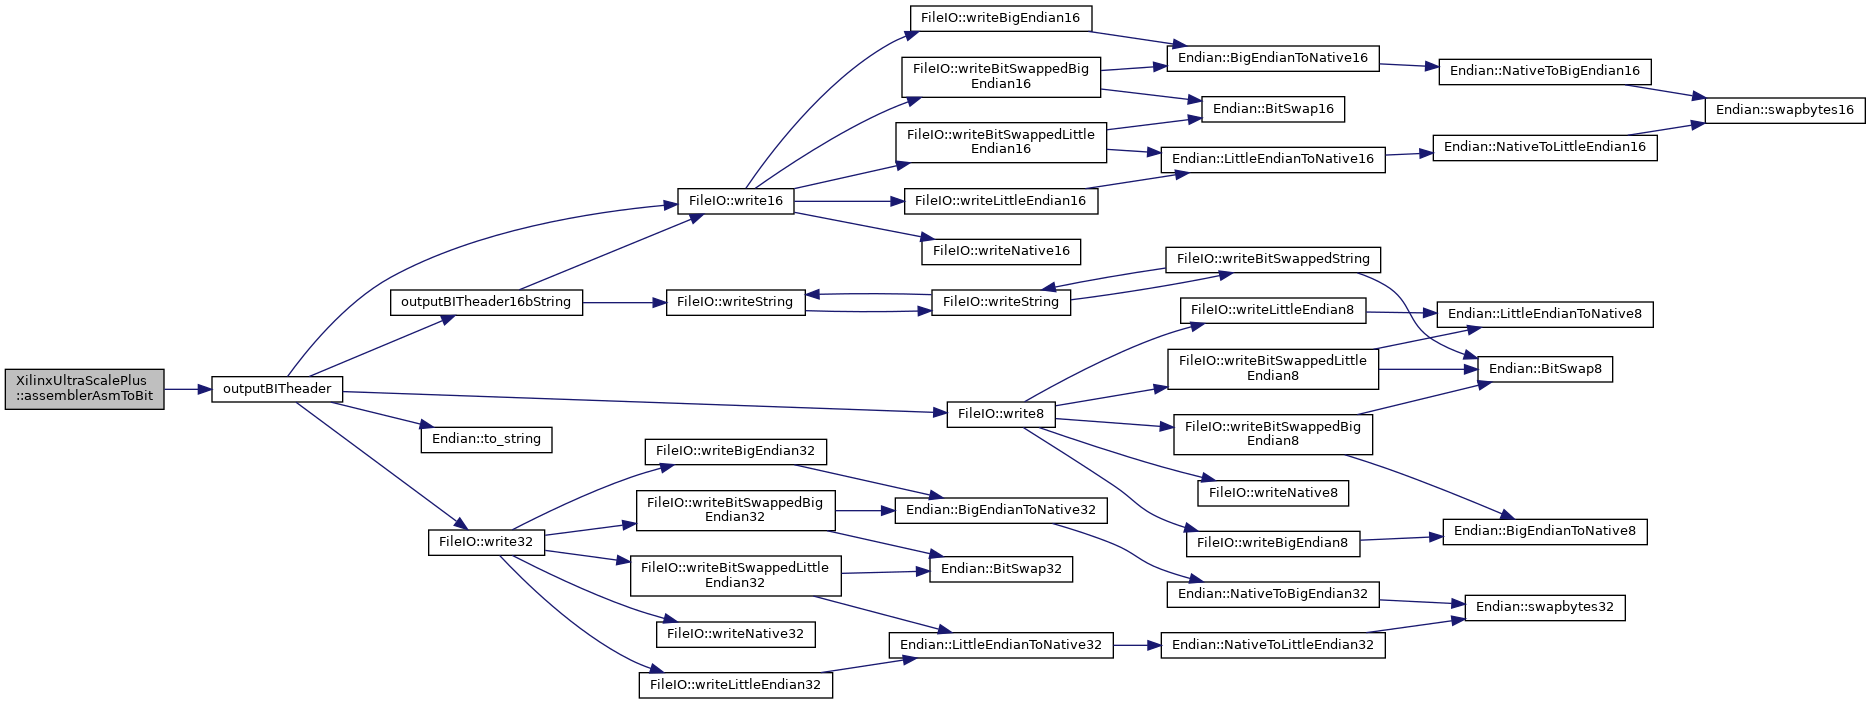 FileIO::writeBigEndian16
Endian::BigEndianToNative16
FileIO::writeBitSwappedBig
Endian16
Endian::NativeToBigEndian16
Endian::BitSwap16
Endian::swapbytes16
FileIO::writeBitSwappedLittle
Endian16
Endian::LittleEndianToNative16
Endian::NativeToLittleEndian16
FileIO::write16
FileIO::writeLittleEndian16
FileIO::writeNative16
FileIO::writeBitSwappedString
outputBITheader16bString
FileIO::writeString
FileIO::writeString
FileIO::writeLittleEndian8
Endian::LittleEndianToNative8
FileIO::writeBitSwappedLittle
Endian8
Endian::BitSwap8
XilinxUltraScalePlus
::assemblerAsmToBit
outputBITheader
FileIO::write8
FileIO::writeBitSwappedBig
Endian8
Endian::to_string
FileIO::writeBigEndian32
FileIO::writeNative8
FileIO::writeBitSwappedBig
Endian32
Endian::BigEndianToNative32
FileIO::write32
FileIO::writeBigEndian8
Endian::BigEndianToNative8
FileIO::writeBitSwappedLittle
Endian32
Endian::BitSwap32
Endian::NativeToBigEndian32
Endian::swapbytes32
FileIO::writeNative32
Endian::LittleEndianToNative32
Endian::NativeToLittleEndian32
FileIO::writeLittleEndian32